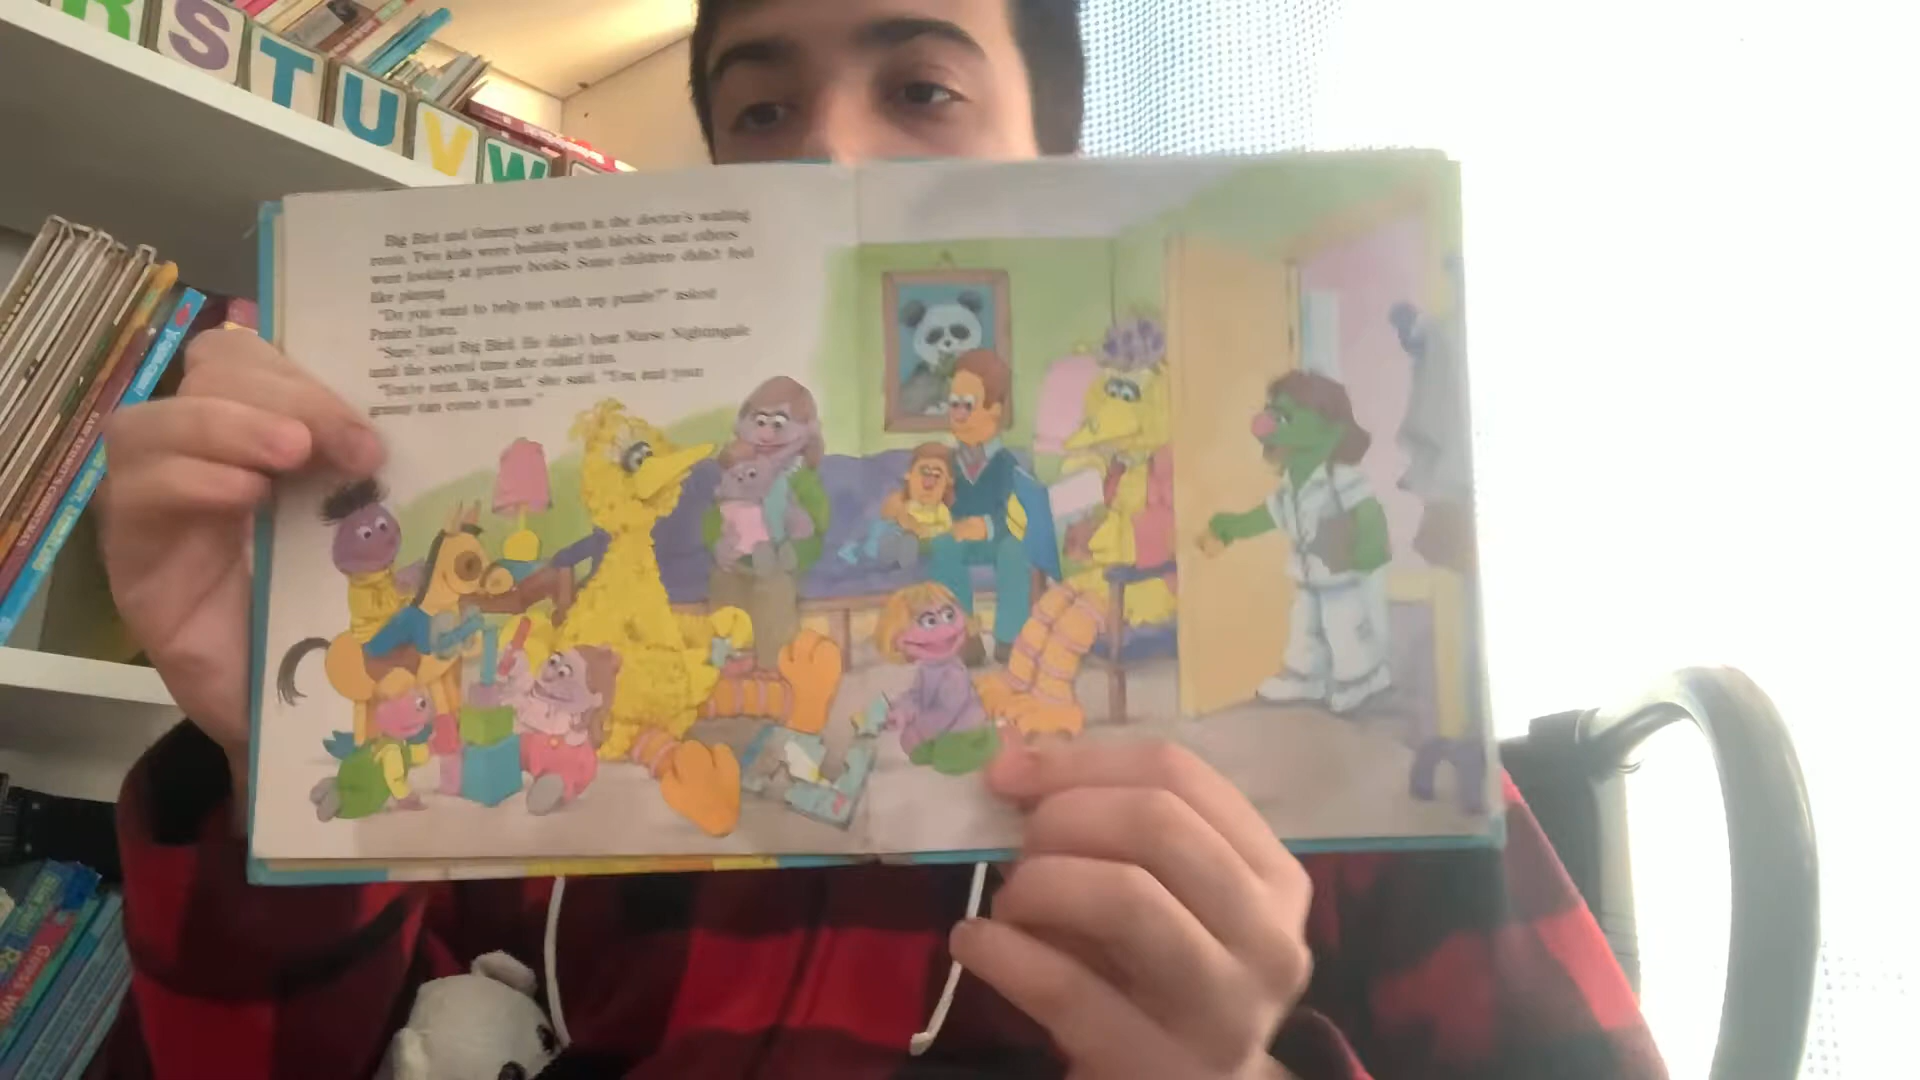 S
T
U
V
W
Big Bird and Granny sat down in the doctor's waiting
room. Two kids were building with blocks, and others
were looking at picture books. Some children didn't feel
like playing.
"Do you want to help me with my puzzle?" asked
Prairie Dawn.
"Sure," said Big Bird. He didn't hear Nurse Nightingale
until the second time she called him.
"You're next, Big Bird," she said. "You and your
granny can come in now."